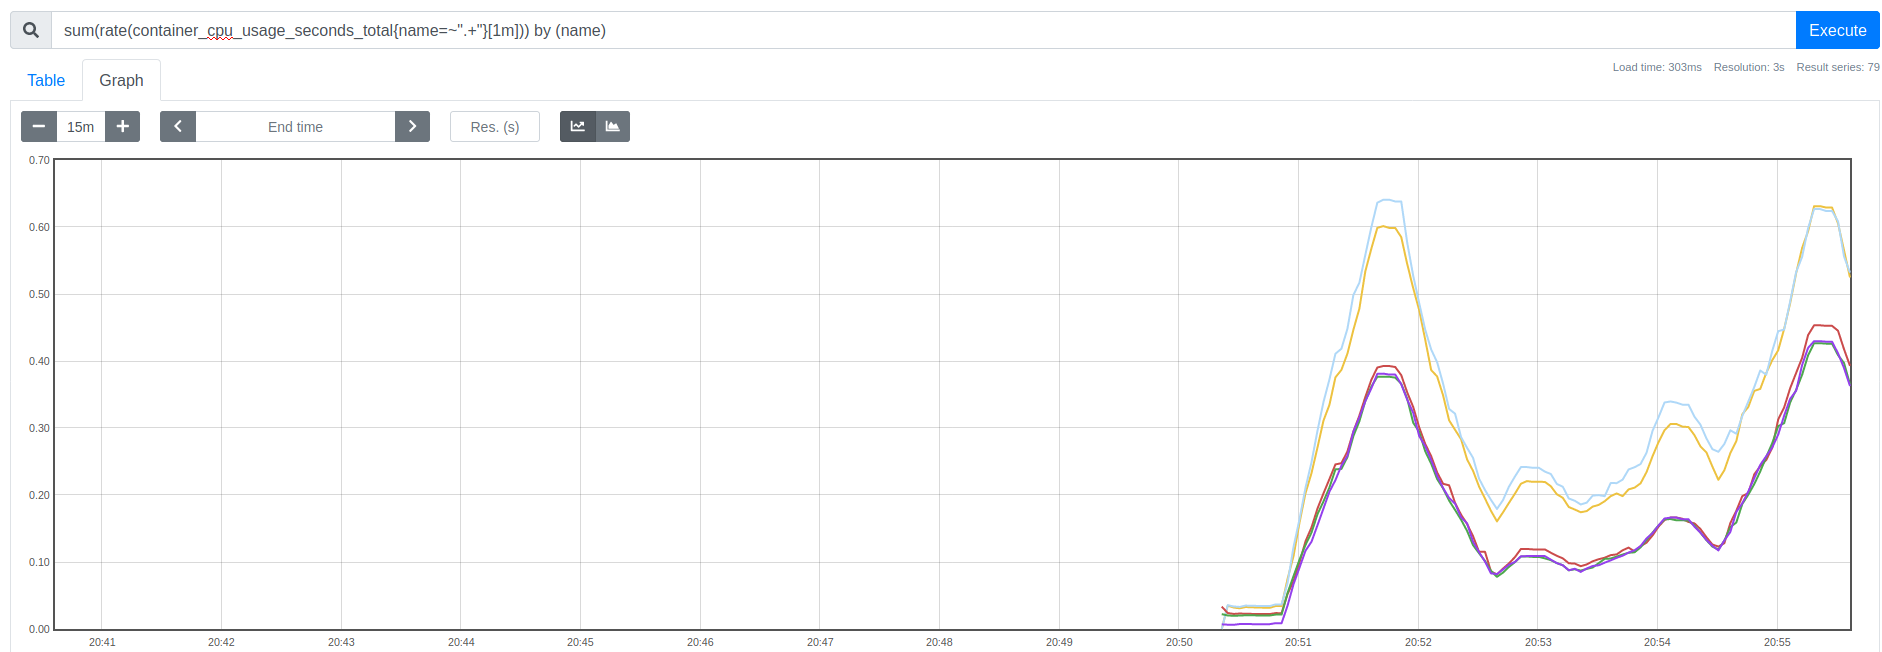 sum(rate(container_cpu_usage_seconds_total{name=~".+"}[1m])) by (name)
Execute
Table
Graph
Load time: 303ms Resolution: 3s Result series: 79
15m
End time
Res. (s)
0.70
0.60
0.50
0.40
0.30
0.20
0.10
0.00
20:41 20:42 20:43 20:44 20:45 20:46 20:47 20:48 20:49 20:50 20:51 20:52 20:53 20:54 20:55